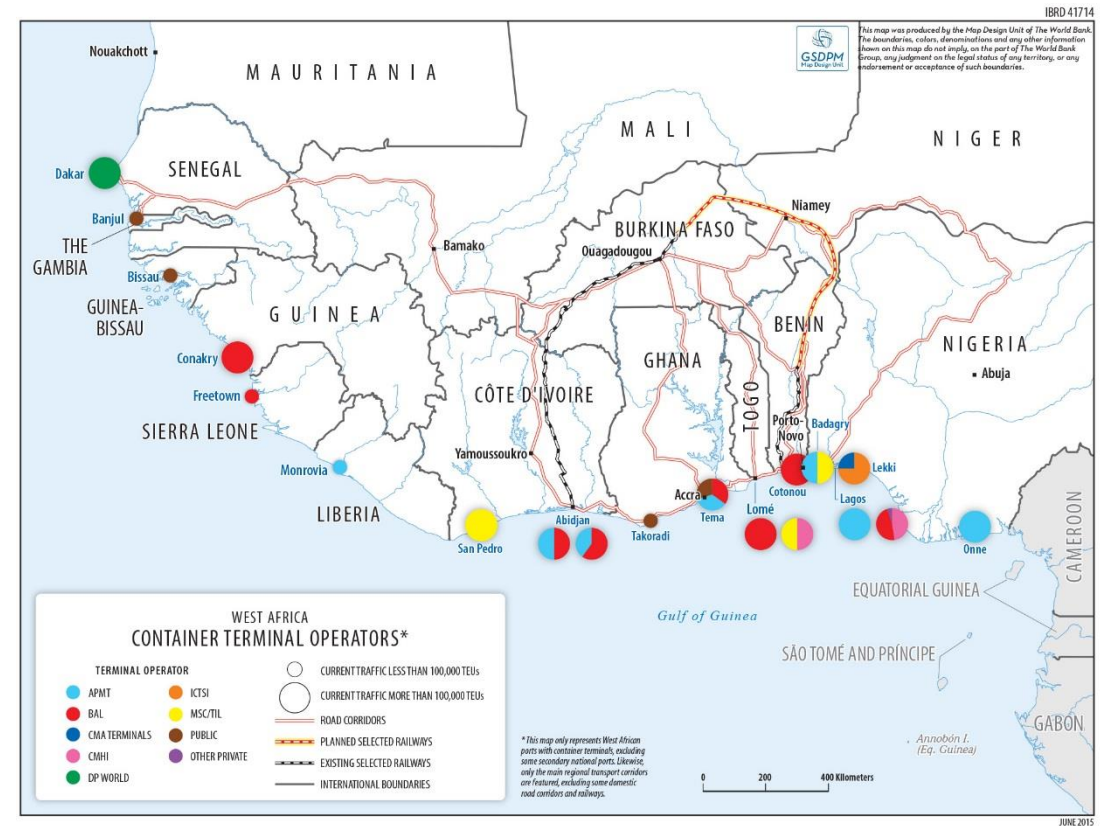 IBRD 41714
GSDPM
Map Design Unit
This map was produced by the Map Design Unit of The World Bank.
The boundaries, colors, denominations and any other information
shown on this map do not imply, on the part of The World Bank
Group, any judgment on the legal status of any territory, or any
endorsement or acceptance of such boundaries.
Nouakchott
MAURITANIA
MALI
NIGER
SENEGAL
Dakar
Niamey
Banjul
BURKINA FASO
THE
GAMBIA
Bamako
Ouagadougou
Bissau
GUINEA-
BISSAU
GUINEA
BENIN
NIGERIA
Conakry
GHANA
Abuja
Freetown
CÔTE D'IVOIRE
TOGO
SIERRA LEONE
Porto-
Novo
Badagry
Yamoussoukro
Monrovia
Lekki
Cotonou
Accra
Lagos
LIBERIA
Tema
Lomé
Abidjan
Takoradi
San Pedro
Onne
CAMEROON
EQUATORIAL GUINEA
Gulf of Guinea
SÃO TOMÉ AND PRÍNCIPE
GABON
Annobón I.
(Eq. Guinea)
WEST AFRICA
CONTAINER TERMINAL OPERATORS*
TERMINAL OPERATOR
APMT
BAL
CMA TERMINALS
CMHI
DP WORLD
ICTSI
MSC/TIL
PUBLIC
OTHER PRIVATE
CURRENT TRAFFIC LESS THAN 100,000 TEUs
CURRENT TRAFFIC MORE THAN 100,000 TEUs
ROAD CORRIDORS
PLANNED SELECTED RAILWAYS
EXISTING SELECTED RAILWAYS
INTERNATIONAL BOUNDARIES
*This map only represents West African
ports with container terminals, excluding
some secondary national ports. Likewise,
only the main regional transport corridors
are featured, excluding some domestic
road corridors and railways.
0 200 400 Kilometers
JUNE 2015